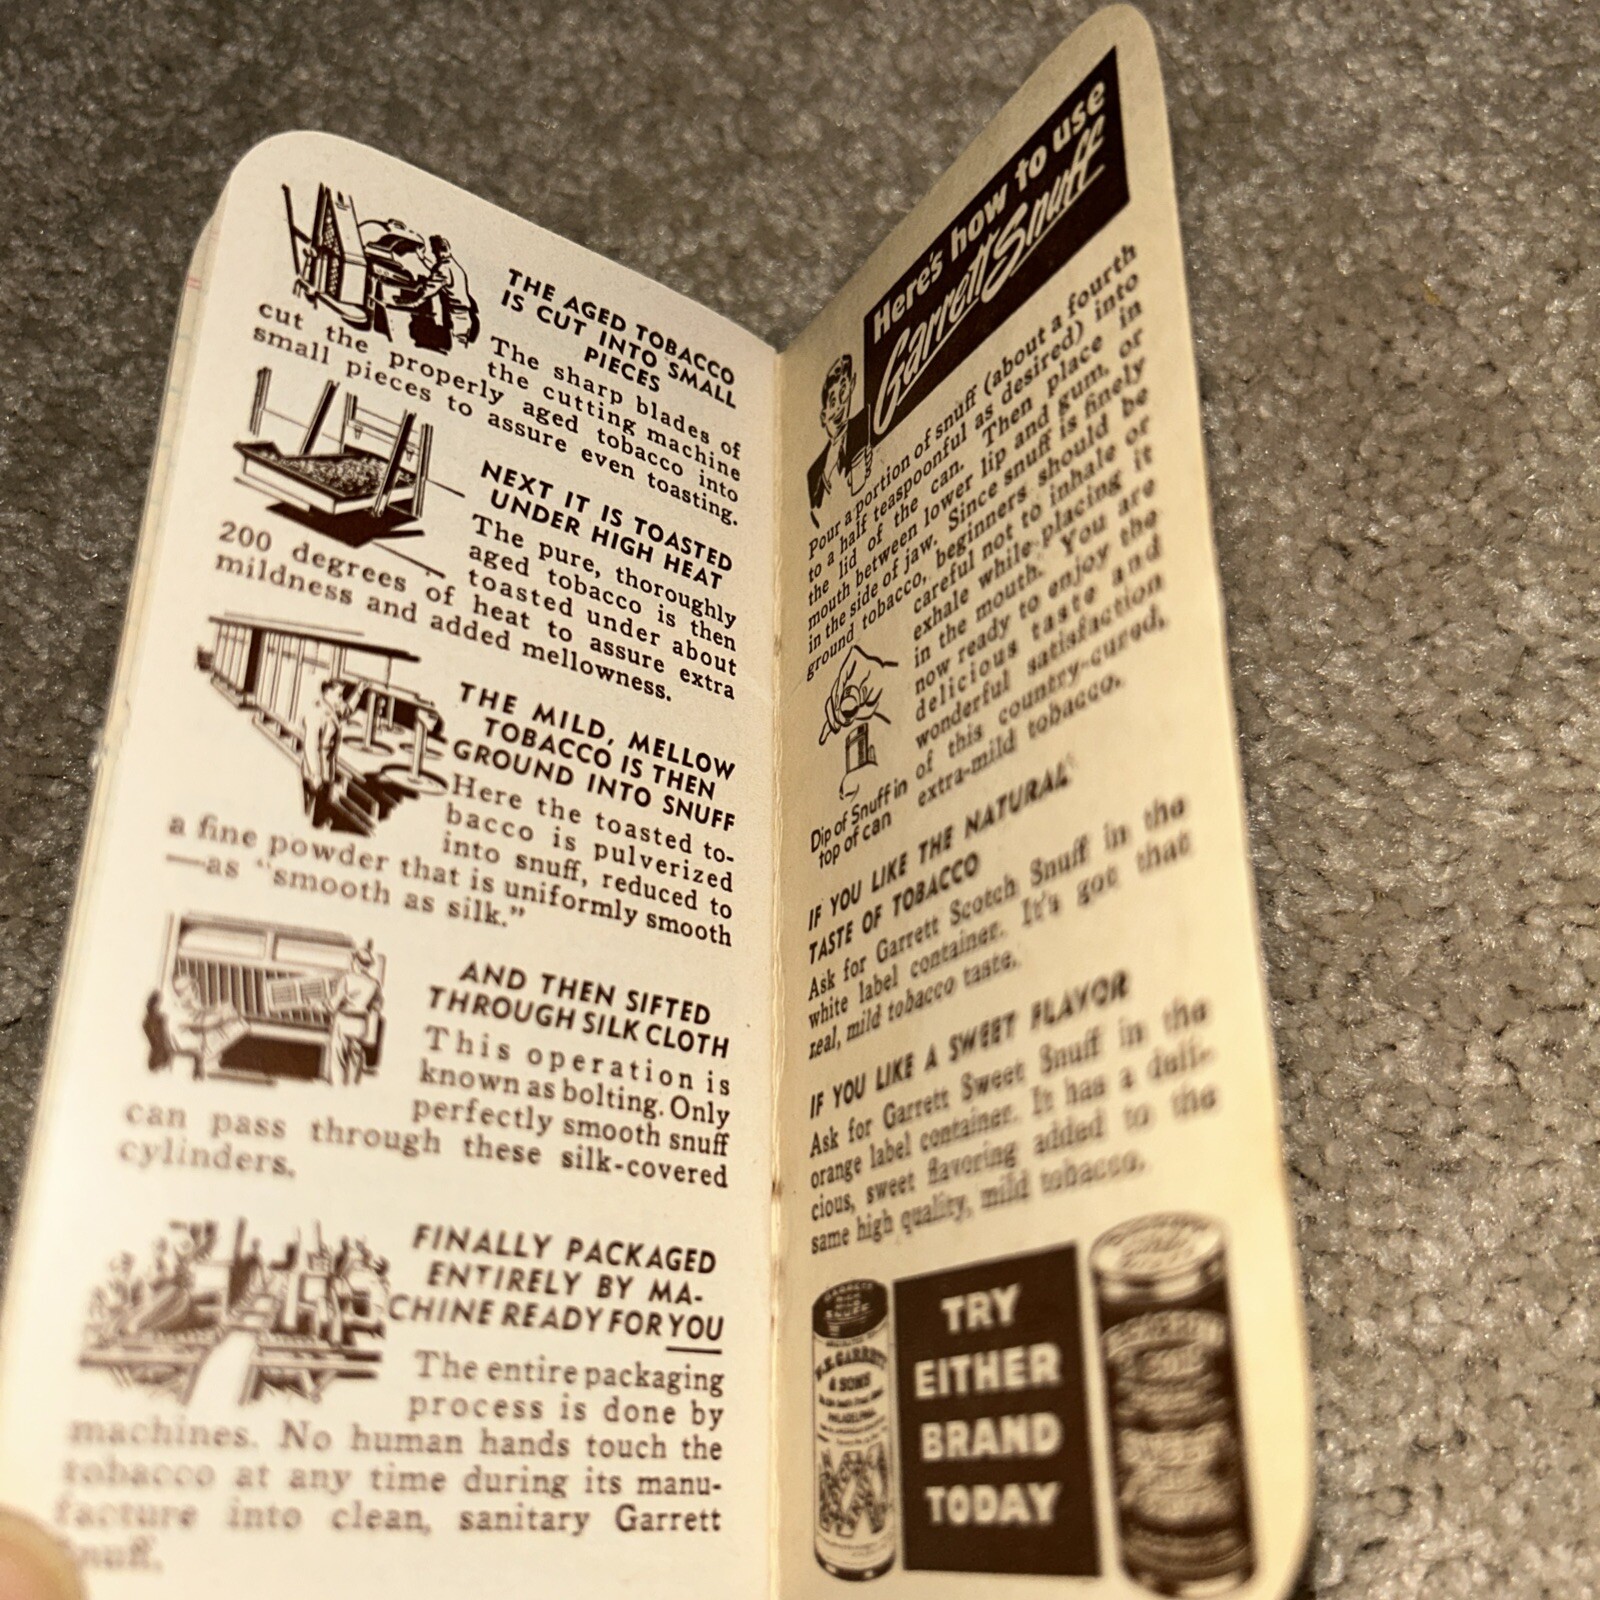 THE AGED TOBACCO
IS CUT INTO SMALL
PIECES
The sharp blades of
the cutting machine
cut the properly aged tobacco into
small pieces to assure even toasting.
NEXT IT IS TOASTED
UNDER HIGH HEAT
The pure, thoroughly
aged tobacco is then
toasted under about
200 degrees of heat to assure extra
mildness and added mellowness.
THE MILD, MELLOW
TOBACCO IS THEN
GROUND INTO SNUFF
Here the toasted to-
bacco is pulverized
into snuff, reduced to
a fine powder that is uniformly smooth
—as "smooth as silk."
AND THEN SIFTED
THROUGH SILK CLOTH
This operation is
known as bolting. Only
perfectly smooth snuff
can pass through these silk-covered
cylinders.
FINALLY PACKAGED
ENTIRELY BY MA-
CHINE READY FOR YOU
The entire packaging
process is done by
machines. No human hands touch the
tobacco at any time during its manu-
facture into clean, sanitary Garrett
Snuff.
Here's how to use
Garrett Snuff
Pour a portion of snuff (about a fourth
to a half teaspoonful as desired) into
the lid of the can. Then place in
mouth between lower lip and gum, or
in the side of jaw. Since snuff is finely
ground tobacco, beginners should be
careful not to inhale or
exhale while placing it
in the mouth. You are
now ready to enjoy the
delicious taste and
wonderful satisfaction
of this country-cured,
extra-mild tobacco.
Dip of Snuff in
top of can
IF YOU LIKE THE NATURAL
TASTE OF TOBACCO
Ask for Garrett Scotch Snuff in the
white label container. It's got that
real, mild tobacco taste.
IF YOU LIKE A SWEET FLAVOR
Ask for Garrett Sweet Snuff in the
orange label container. It has a deli-
cious, sweet flavoring added to the
same high quality, mild tobacco.
TRY
EITHER
BRAND
TODAY
GARRETT
& SONS